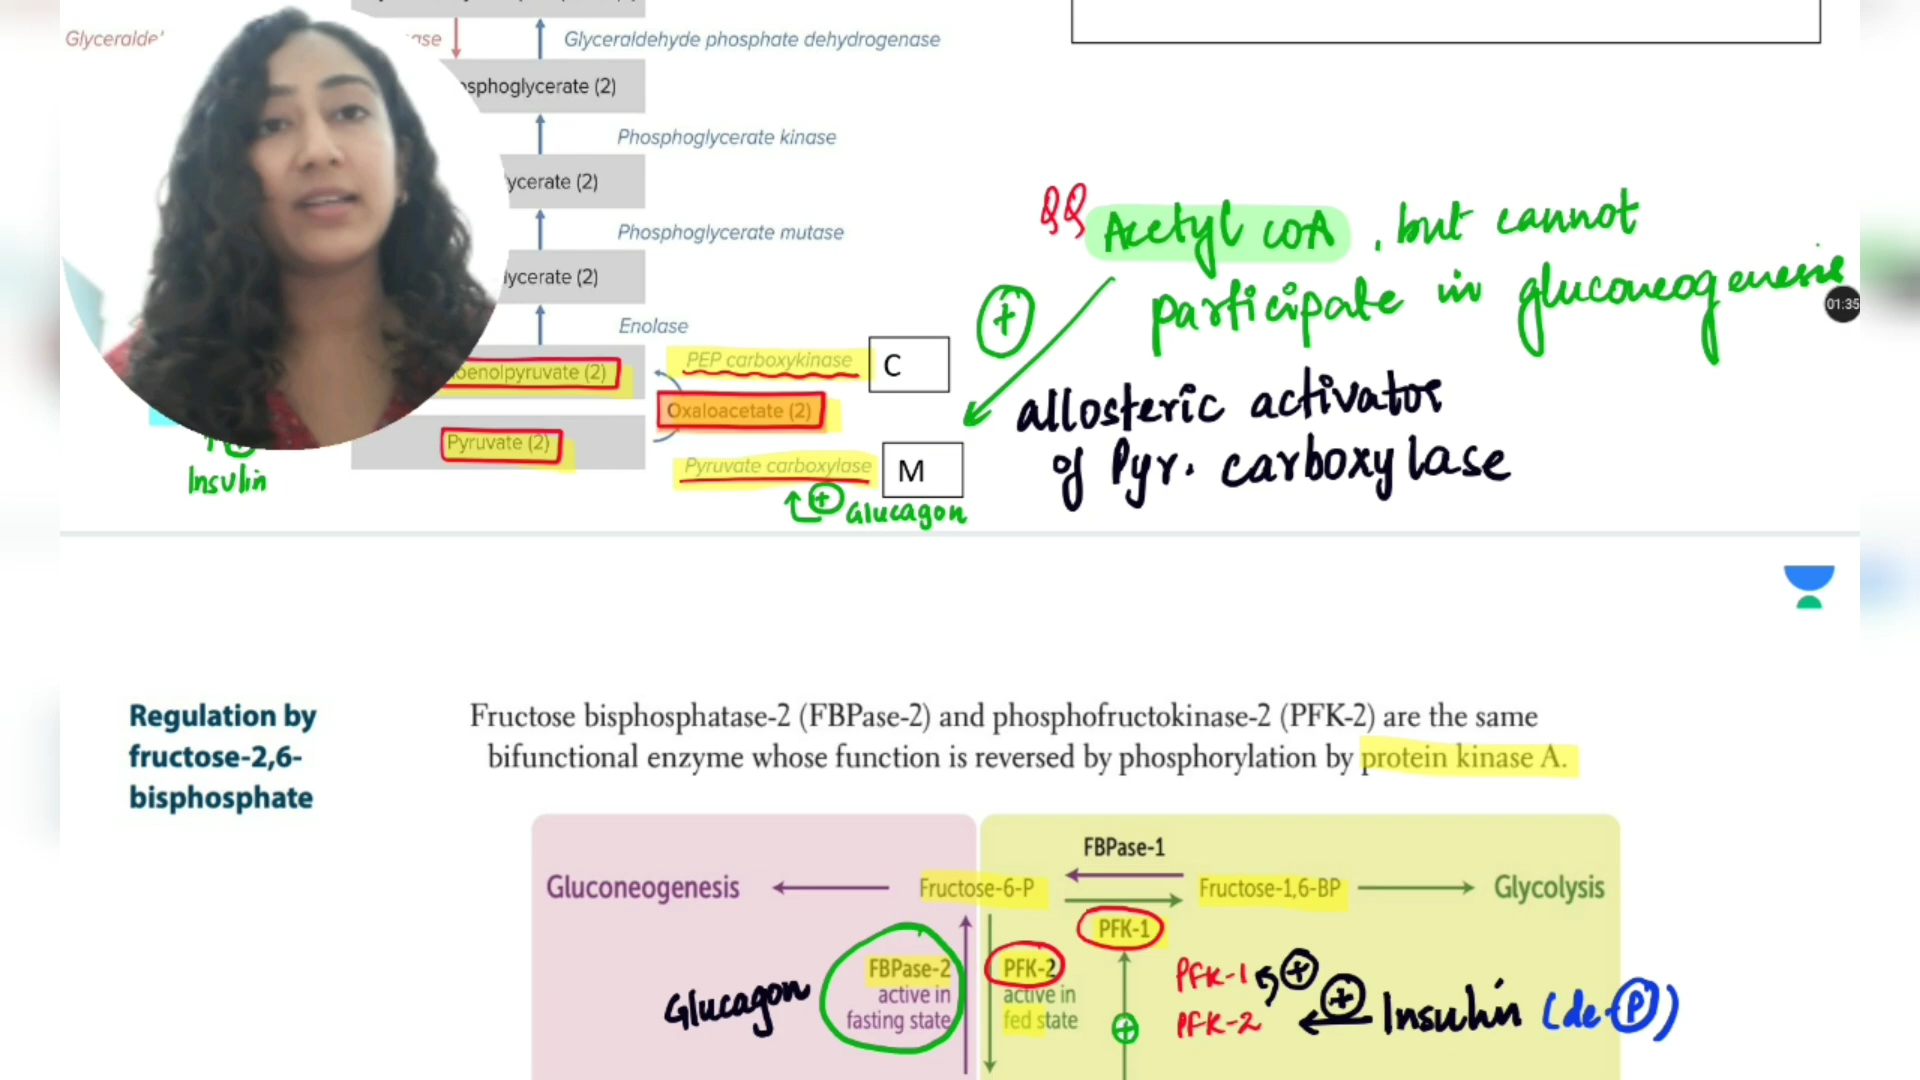 Glyceralde
ase
Glyceraldehyde phosphate dehydrogenase
osphoglycerate (2)
Phosphoglycerate kinase
ycerate (2)
Phosphoglycerate mutase
lycerate (2)
Enolase
oenolpyruvate (2)
PEP carboxykinase
C
Oxaloacetate (2)
Pyruvate (2)
Pyruvate carboxylase
M
Insulin
Glucagon
Acetyl COA, but cannot
participate in gluconeogenesis
01:35
allosteric activator
of Pyr. carboxylase
Regulation by
fructose-2,6-
bisphosphate
Fructose bisphosphatase-2 (FBPase-2) and phosphofructokinase-2 (PFK-2) are the same
bifunctional enzyme whose function is reversed by phosphorylation by protein kinase A.
FBPase-1
Gluconeogenesis
Fructose-6-P
Fructose-1,6-BP
Glycolysis
PFK-1
Glucagon
FBPase-2
active in
fasting state
PFK-2
active in
fed state
+
PFK-1 +
PFK-2
+ Insulin (de-P)